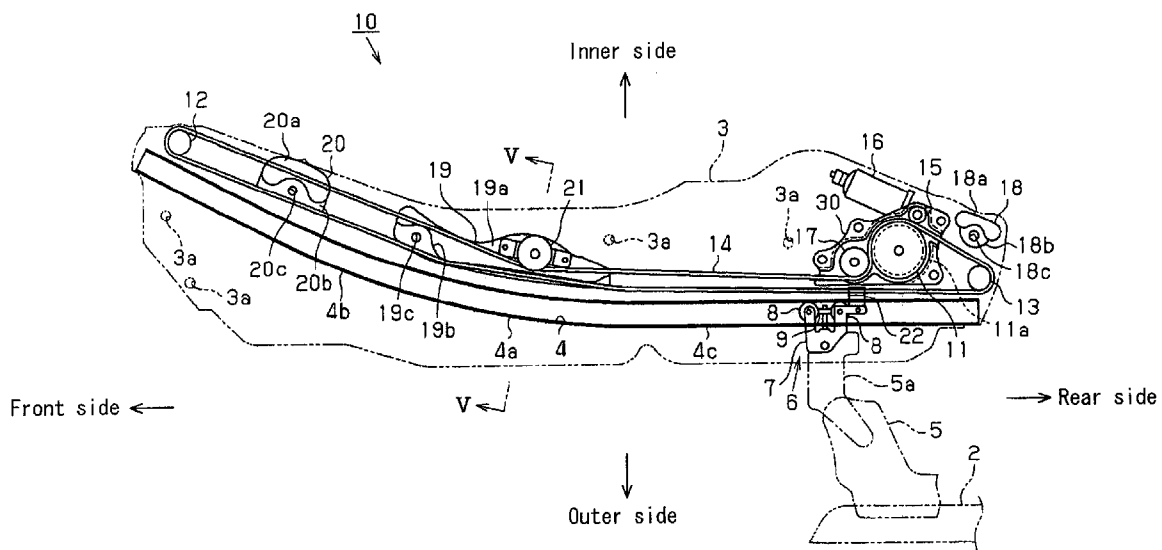 10
Inner side
12
20a
20
V
3
16
15
18a
18
19
19a
21
30
17
3a
3a
3a
14
18b
18c
13
3a
20c
20b
4b
19c
19b
8
9
8
22
11
11a
4a
4
4c
7
6
5a
V
Front side
Rear side
5
2
Outer side